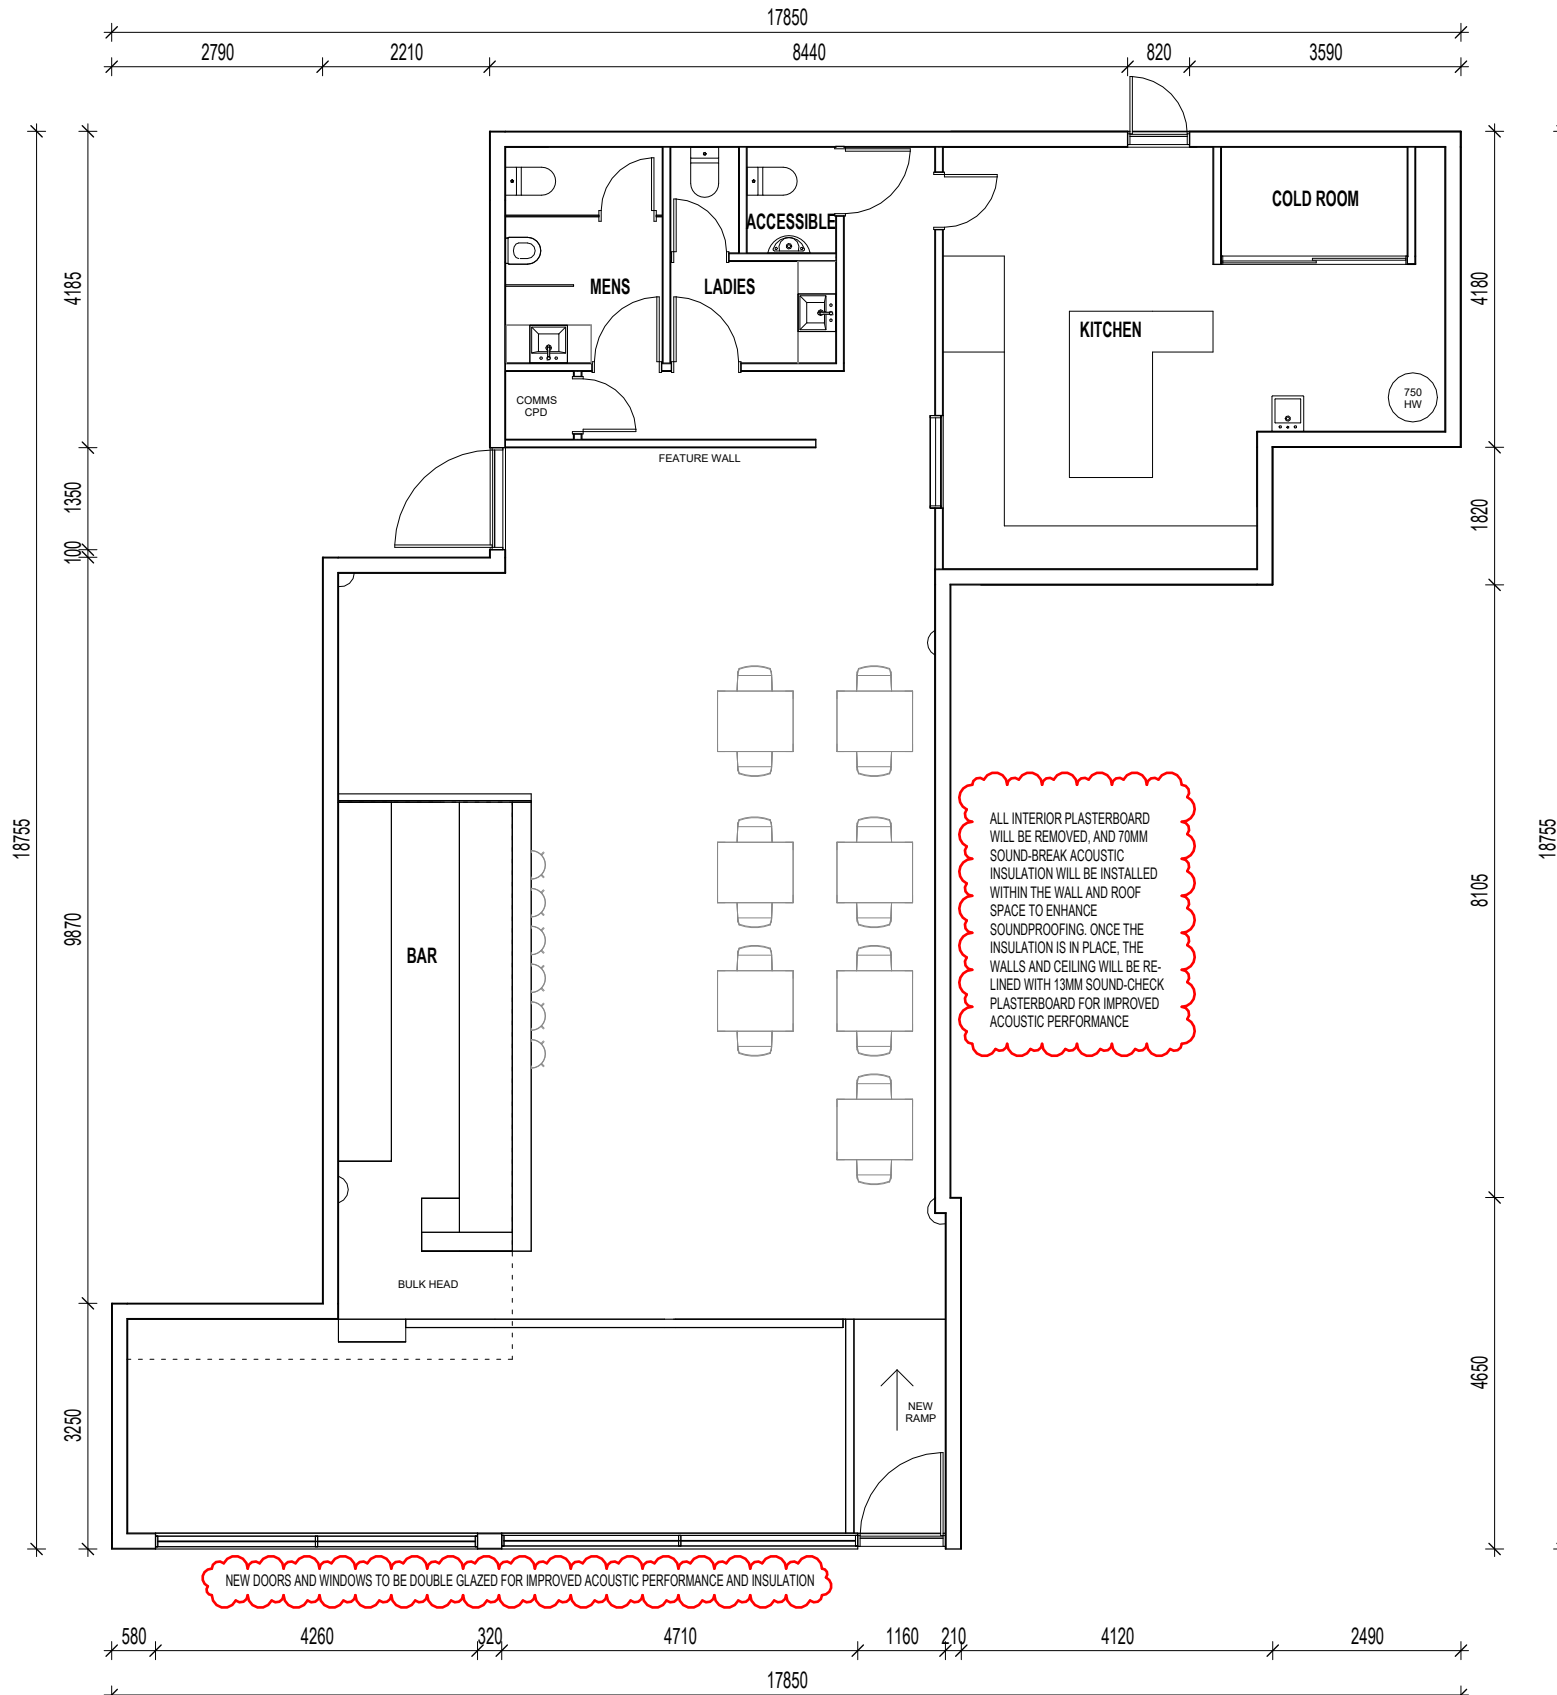 17850
2790
2210
8440
820
3590
COLD ROOM
ACCESSIBLE
MENS
LADIES
KITCHEN
4185
4180
COMMS
CPD
750
HW
FEATURE WALL
1350
100
1820
18755
18755
ALL INTERIOR PLASTERBOARD
WILL BE REMOVED, AND 70MM
SOUND-BREAK ACOUSTIC
INSULATION WILL BE INSTALLED
WITHIN THE WALL AND ROOF
SPACE TO ENHANCE
SOUNDPROOFING. ONCE THE
INSULATION IS IN PLACE, THE
WALLS AND CEILING WILL BE RE-
LINED WITH 13MM SOUND-CHECK
PLASTERBOARD FOR IMPROVED
ACOUSTIC PERFORMANCE
8105
9870
BAR
BULK HEAD
4650
3250
NEW
RAMP
NEW DOORS AND WINDOWS TO BE DOUBLE GLAZED FOR IMPROVED ACOUSTIC PERFORMANCE AND INSULATION
580
4260
320
4710
1160
210
4120
2490
17850